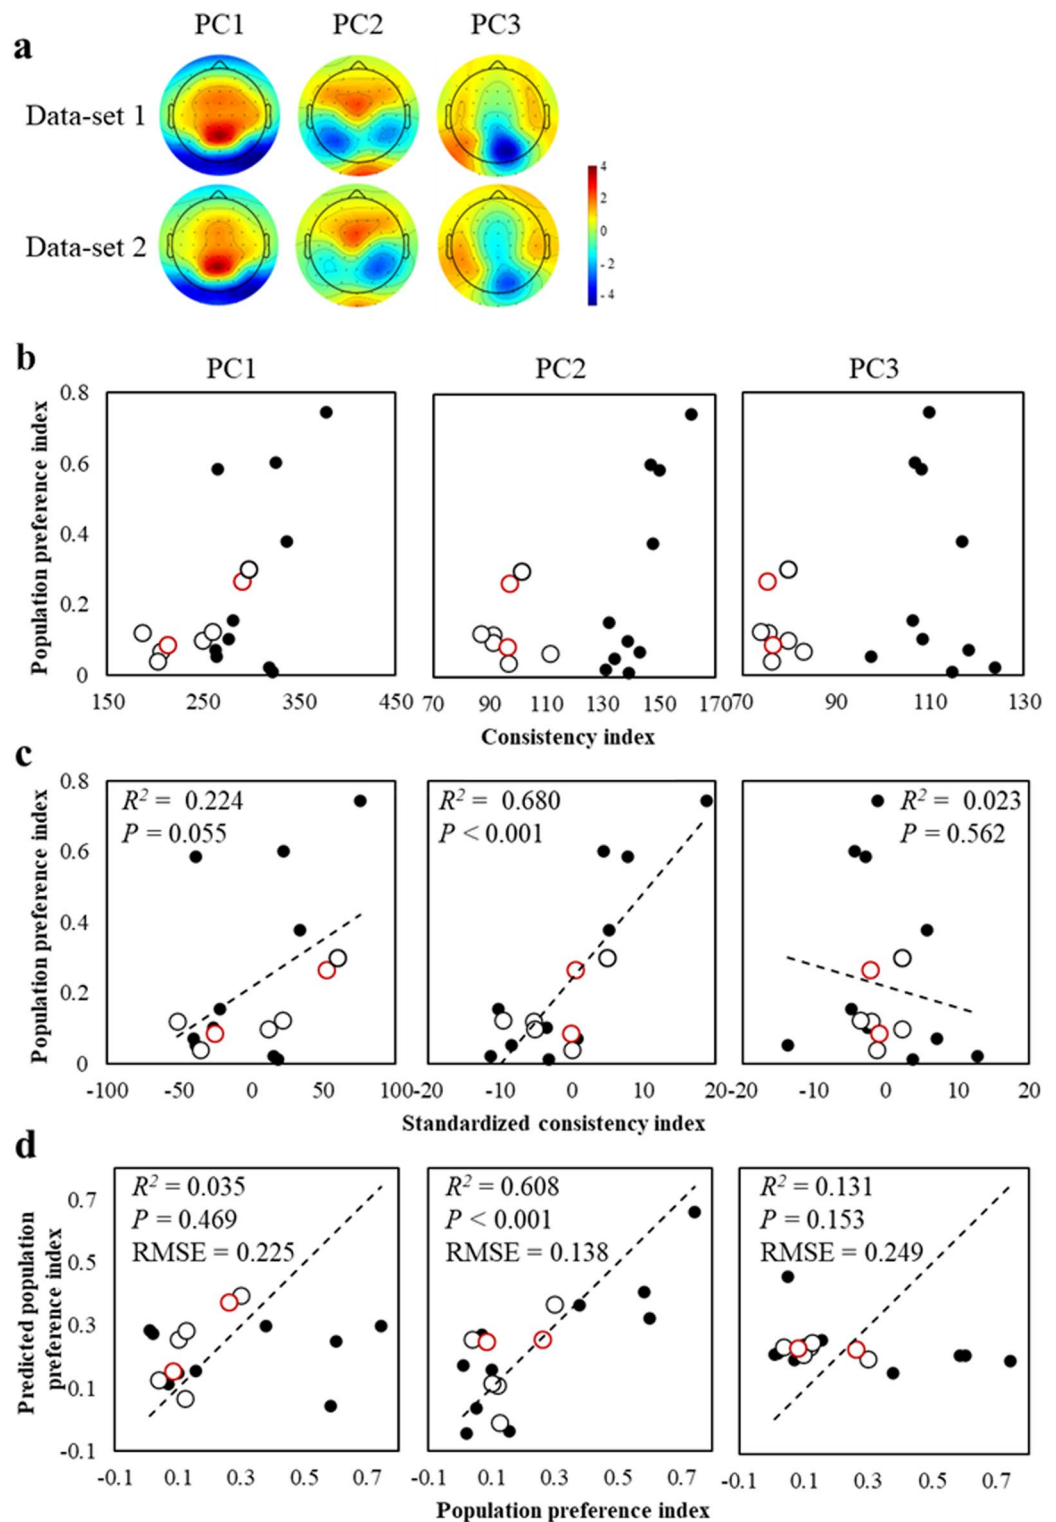 a
PC1 PC2 PC3
Data-set 1
Data-set 2
4
2
0
- 2
- 4
b
PC1 PC2 PC3
Population preference index
0.8
0.6
0.4
0.2
0
150 250 350 450
70 90 110 130 150 170
70 90 110 130
Consistency index
c
Population preference index
0.8
0.6
0.4
0.2
0
R² = 0.224
P = 0.055
R² = 0.680
P < 0.001
R² = 0.023
P = 0.562
-100 -50 0 50 100
-20 -10 0 10 20
-20 -10 0 10 20
Standardized consistency index
d
Predicted population
preference index
0.7
0.5
0.3
0.1
-0.1
R² = 0.035
P = 0.469
RMSE = 0.225
R² = 0.608
P < 0.001
RMSE = 0.138
R² = 0.131
P = 0.153
RMSE = 0.249
-0.1 0.1 0.3 0.5 0.7
-0.1 0.1 0.3 0.5 0.7
-0.1 0.1 0.3 0.5 0.7
Population preference index